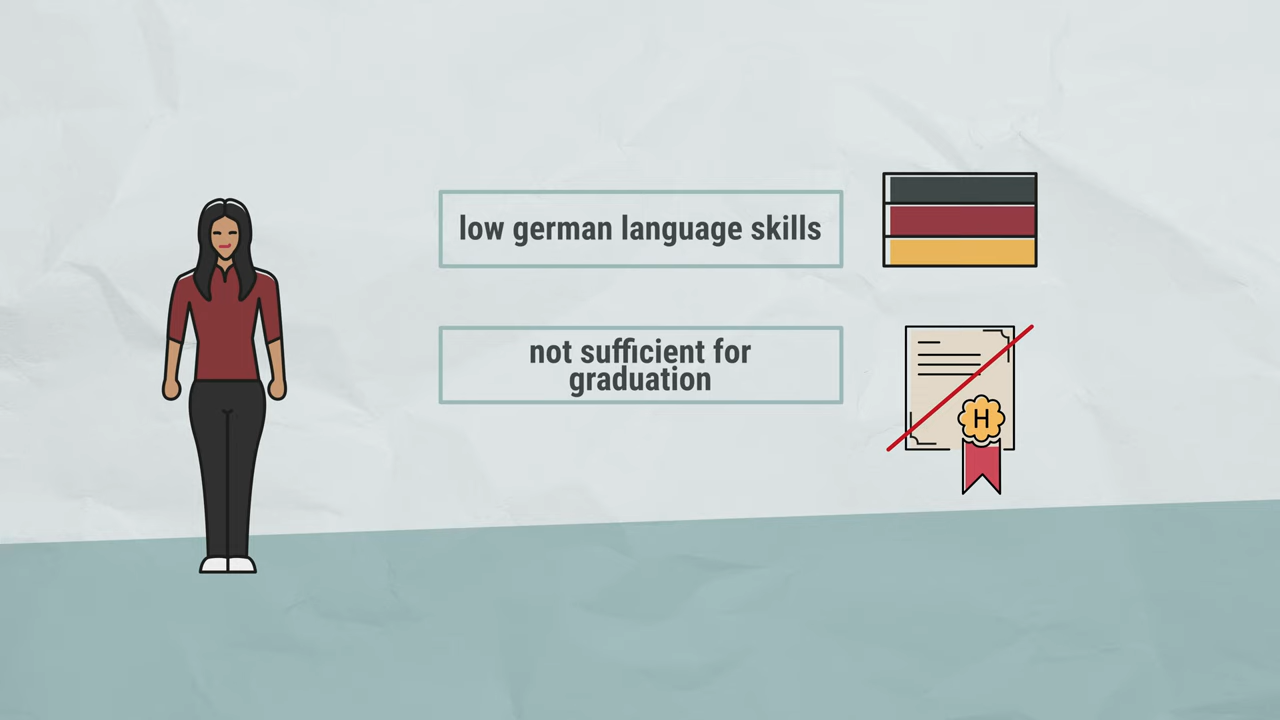 low german language skills
not sufficient for
graduation
H